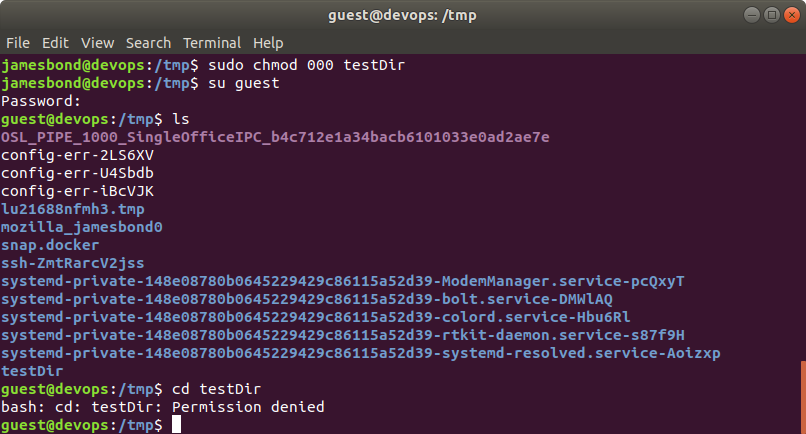 guest@devops: /tmp
File Edit View Search Terminal Help
jamesbond@devops:/tmp$ sudo chmod 000 testDir
jamesbond@devops:/tmp$ su guest
Password:
guest@devops:/tmp$ ls
OSL_PIPE_1000_SingleOfficeIPC_b4c712e1a34bacb6101033e0ad2ae7e
config-err-2LS6XV
config-err-U4Sbdb
config-err-iBcVJK
lu21688nfmh3.tmp
mozilla_jamesbond0
snap.docker
ssh-ZmtRarcV2jss
systemd-private-148e08780b0645229429c86115a52d39-ModemManager.service-pcQxyT
systemd-private-148e08780b0645229429c86115a52d39-bolt.service-DMWlAQ
systemd-private-148e08780b0645229429c86115a52d39-colord.service-Hbu6Rl
systemd-private-148e08780b0645229429c86115a52d39-rtkit-daemon.service-s87f9H
systemd-private-148e08780b0645229429c86115a52d39-systemd-resolved.service-Aoizxp
testDir
guest@devops:/tmp$ cd testDir
bash: cd: testDir: Permission denied
guest@devops:/tmp$